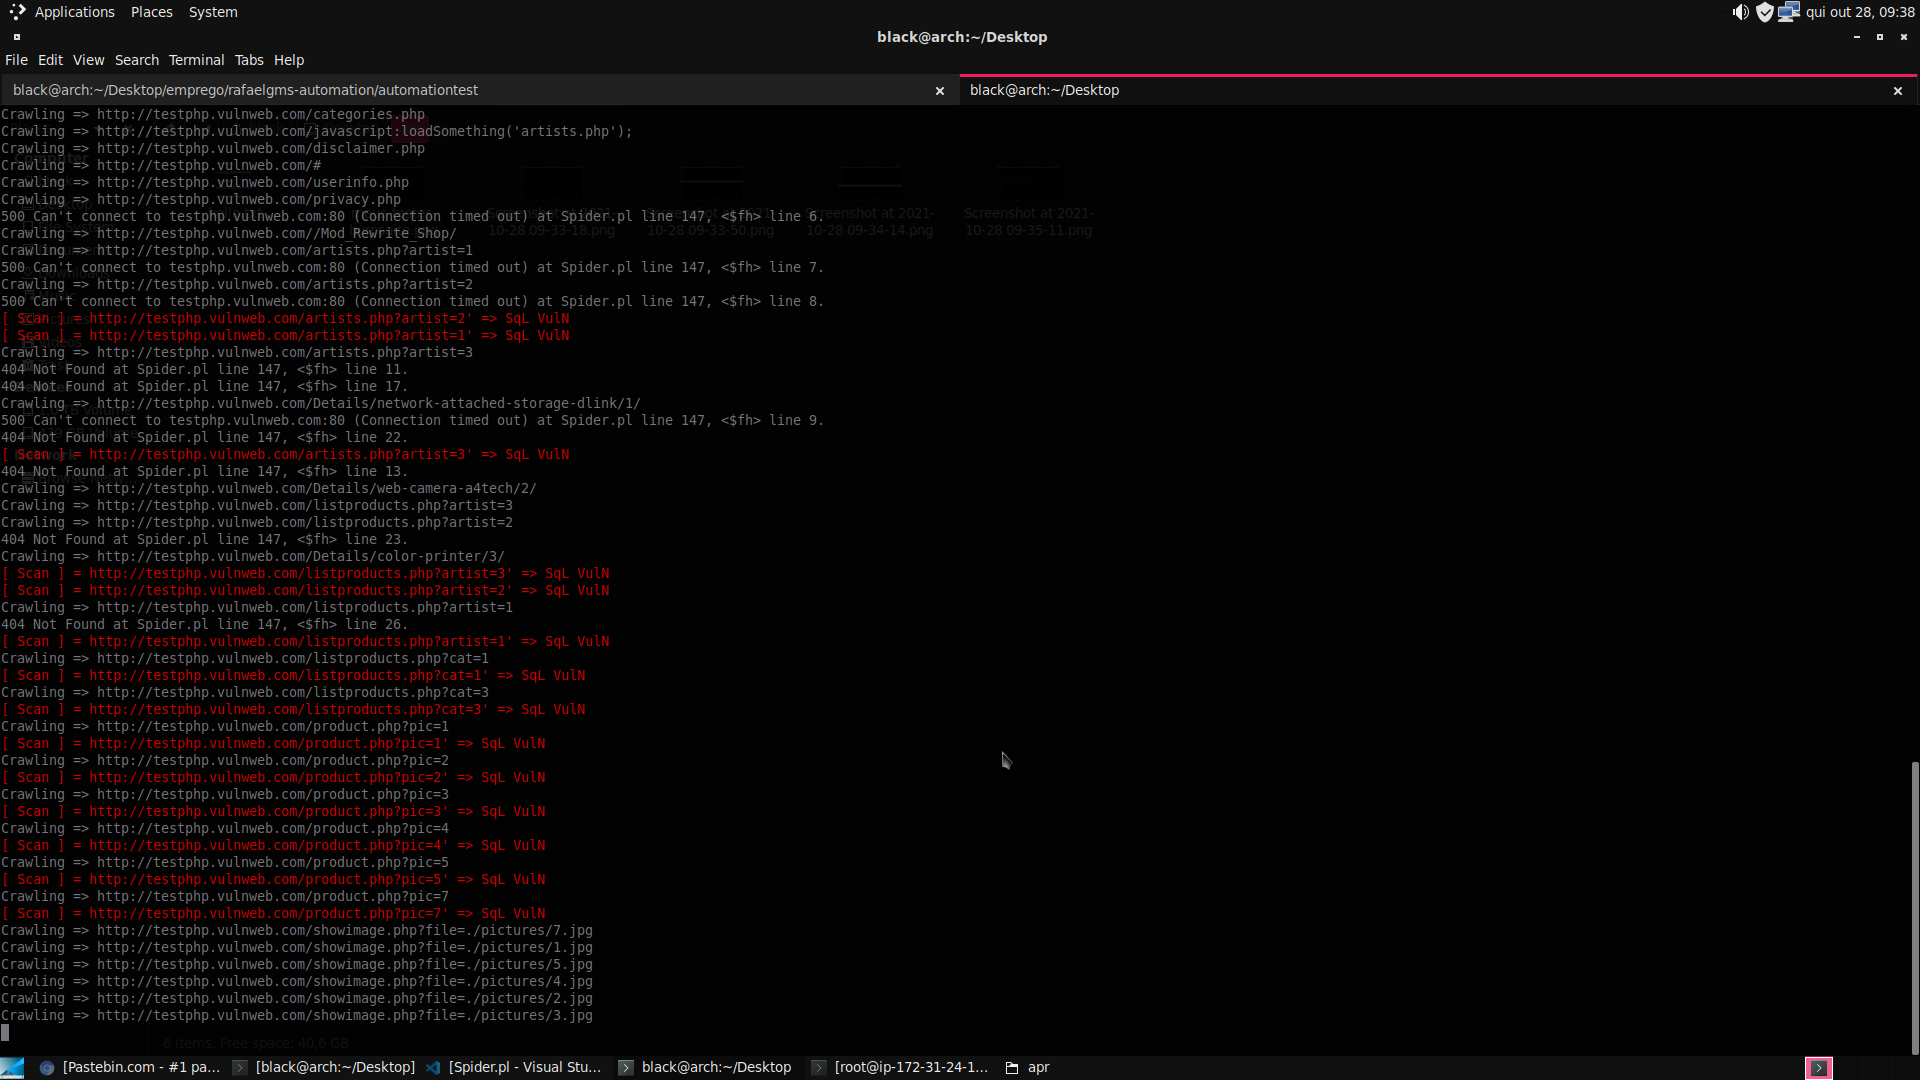 Applications Places System qui out 28, 09:38
black@arch:~/Desktop
File Edit View Search Terminal Tabs Help
black@arch:~/Desktop/emprego/rafaelgms-automation/automationtest
black@arch:~/Desktop
Crawling => http://testphp.vulnweb.com/categories.php
Crawling => http://testphp.vulnweb.com/javascript:loadSomething('artists.php');
Crawling => http://testphp.vulnweb.com/disclaimer.php
Crawling => http://testphp.vulnweb.com/#
Crawling => http://testphp.vulnweb.com/userinfo.php
Crawling => http://testphp.vulnweb.com/privacy.php
500 Can't connect to testphp.vulnweb.com:80 (Connection timed out) at Spider.pl line 147, <$fh> line 6.
Crawling => http://testphp.vulnweb.com//Mod_Rewrite_Shop/
Crawling => http://testphp.vulnweb.com/artists.php?artist=1
500 Can't connect to testphp.vulnweb.com:80 (Connection timed out) at Spider.pl line 147, <$fh> line 7.
Crawling => http://testphp.vulnweb.com/artists.php?artist=2
500 Can't connect to testphp.vulnweb.com:80 (Connection timed out) at Spider.pl line 147, <$fh> line 8.
[ Scan ] = http://testphp.vulnweb.com/artists.php?artist=2' => SqL VulN
[ Scan ] = http://testphp.vulnweb.com/artists.php?artist=1' => SqL VulN
Crawling => http://testphp.vulnweb.com/artists.php?artist=3
404 Not Found at Spider.pl line 147, <$fh> line 11.
404 Not Found at Spider.pl line 147, <$fh> line 17.
Crawling => http://testphp.vulnweb.com/Details/network-attached-storage-dlink/1/
500 Can't connect to testphp.vulnweb.com:80 (Connection timed out) at Spider.pl line 147, <$fh> line 9.
404 Not Found at Spider.pl line 147, <$fh> line 22.
[ Scan ] = http://testphp.vulnweb.com/artists.php?artist=3' => SqL VulN
404 Not Found at Spider.pl line 147, <$fh> line 13.
Crawling => http://testphp.vulnweb.com/Details/web-camera-a4tech/2/
Crawling => http://testphp.vulnweb.com/listproducts.php?artist=3
Crawling => http://testphp.vulnweb.com/listproducts.php?artist=2
404 Not Found at Spider.pl line 147, <$fh> line 23.
Crawling => http://testphp.vulnweb.com/Details/color-printer/3/
[ Scan ] = http://testphp.vulnweb.com/listproducts.php?artist=3' => SqL VulN
[ Scan ] = http://testphp.vulnweb.com/listproducts.php?artist=2' => SqL VulN
Crawling => http://testphp.vulnweb.com/listproducts.php?artist=1
404 Not Found at Spider.pl line 147, <$fh> line 26.
[ Scan ] = http://testphp.vulnweb.com/listproducts.php?artist=1' => SqL VulN
Crawling => http://testphp.vulnweb.com/listproducts.php?cat=1
[ Scan ] = http://testphp.vulnweb.com/listproducts.php?cat=1' => SqL VulN
Crawling => http://testphp.vulnweb.com/listproducts.php?cat=3
[ Scan ] = http://testphp.vulnweb.com/listproducts.php?cat=3' => SqL VulN
Crawling => http://testphp.vulnweb.com/product.php?pic=1
[ Scan ] = http://testphp.vulnweb.com/product.php?pic=1' => SqL VulN
Crawling => http://testphp.vulnweb.com/product.php?pic=2
[ Scan ] = http://testphp.vulnweb.com/product.php?pic=2' => SqL VulN
Crawling => http://testphp.vulnweb.com/product.php?pic=3
[ Scan ] = http://testphp.vulnweb.com/product.php?pic=3' => SqL VulN
Crawling => http://testphp.vulnweb.com/product.php?pic=4
[ Scan ] = http://testphp.vulnweb.com/product.php?pic=4' => SqL VulN
Crawling => http://testphp.vulnweb.com/product.php?pic=5
[ Scan ] = http://testphp.vulnweb.com/product.php?pic=5' => SqL VulN
Crawling => http://testphp.vulnweb.com/product.php?pic=7
[ Scan ] = http://testphp.vulnweb.com/product.php?pic=7' => SqL VulN
Crawling => http://testphp.vulnweb.com/showimage.php?file=./pictures/7.jpg
Crawling => http://testphp.vulnweb.com/showimage.php?file=./pictures/1.jpg
Crawling => http://testphp.vulnweb.com/showimage.php?file=./pictures/5.jpg
Crawling => http://testphp.vulnweb.com/showimage.php?file=./pictures/4.jpg
Crawling => http://testphp.vulnweb.com/showimage.php?file=./pictures/2.jpg
Crawling => http://testphp.vulnweb.com/showimage.php?file=./pictures/3.jpg
6 items, Free space: 40,6 GB
[Pastebin.com - #1 pa... [black@arch:~/Desktop] [Spider.pl - Visual Stu... black@arch:~/Desktop [root@ip-172-31-24-1... apr